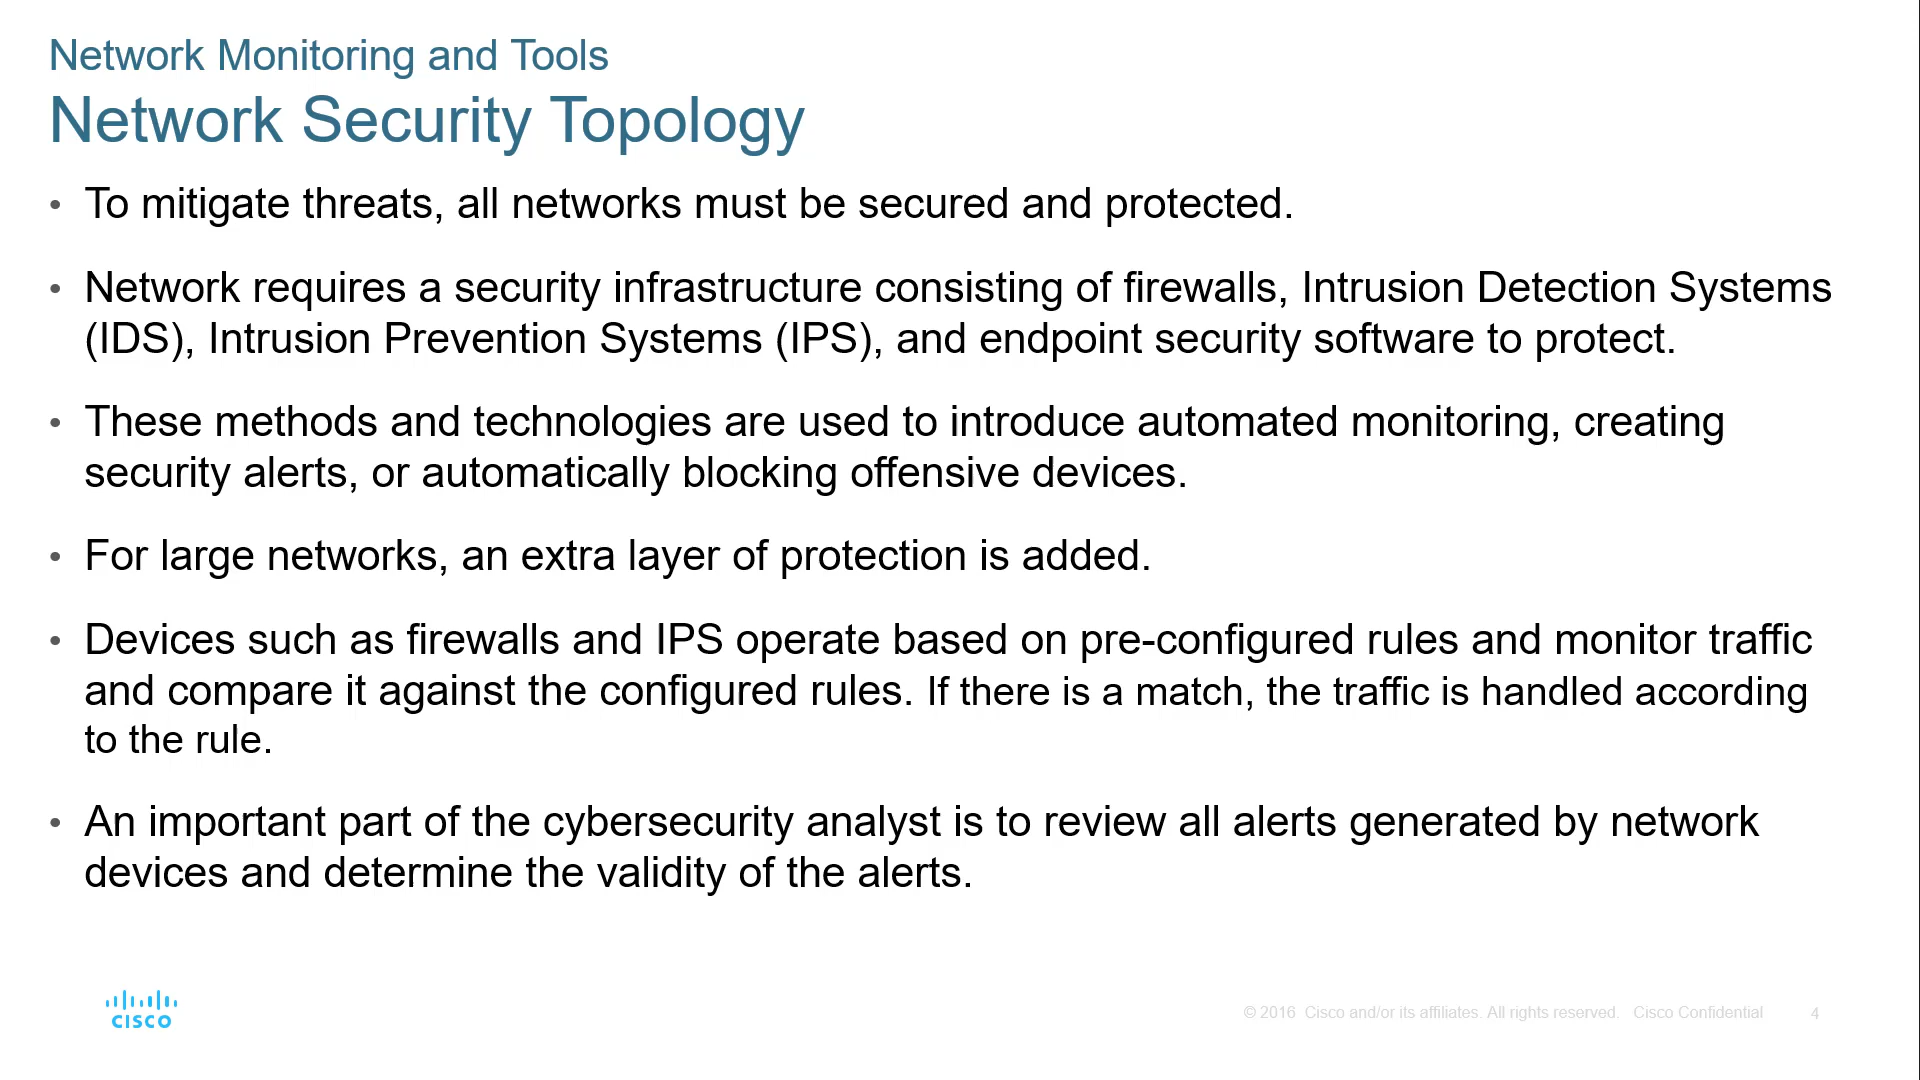 Network Monitoring and Tools
Network Security Topology
• To mitigate threats, all networks must be secured and protected.
• Network requires a security infrastructure consisting of firewalls, Intrusion Detection Systems
(IDS), Intrusion Prevention Systems (IPS), and endpoint security software to protect.
• These methods and technologies are used to introduce automated monitoring, creating
security alerts, or automatically blocking offensive devices.
• For large networks, an extra layer of protection is added.
• Devices such as firewalls and IPS operate based on pre-configured rules and monitor traffic
and compare it against the configured rules. If there is a match, the traffic is handled according
to the rule.
• An important part of the cybersecurity analyst is to review all alerts generated by network
devices and determine the validity of the alerts.
CISCO
© 2016 Cisco and/or its affiliates. All rights reserved. Cisco Confidential 4